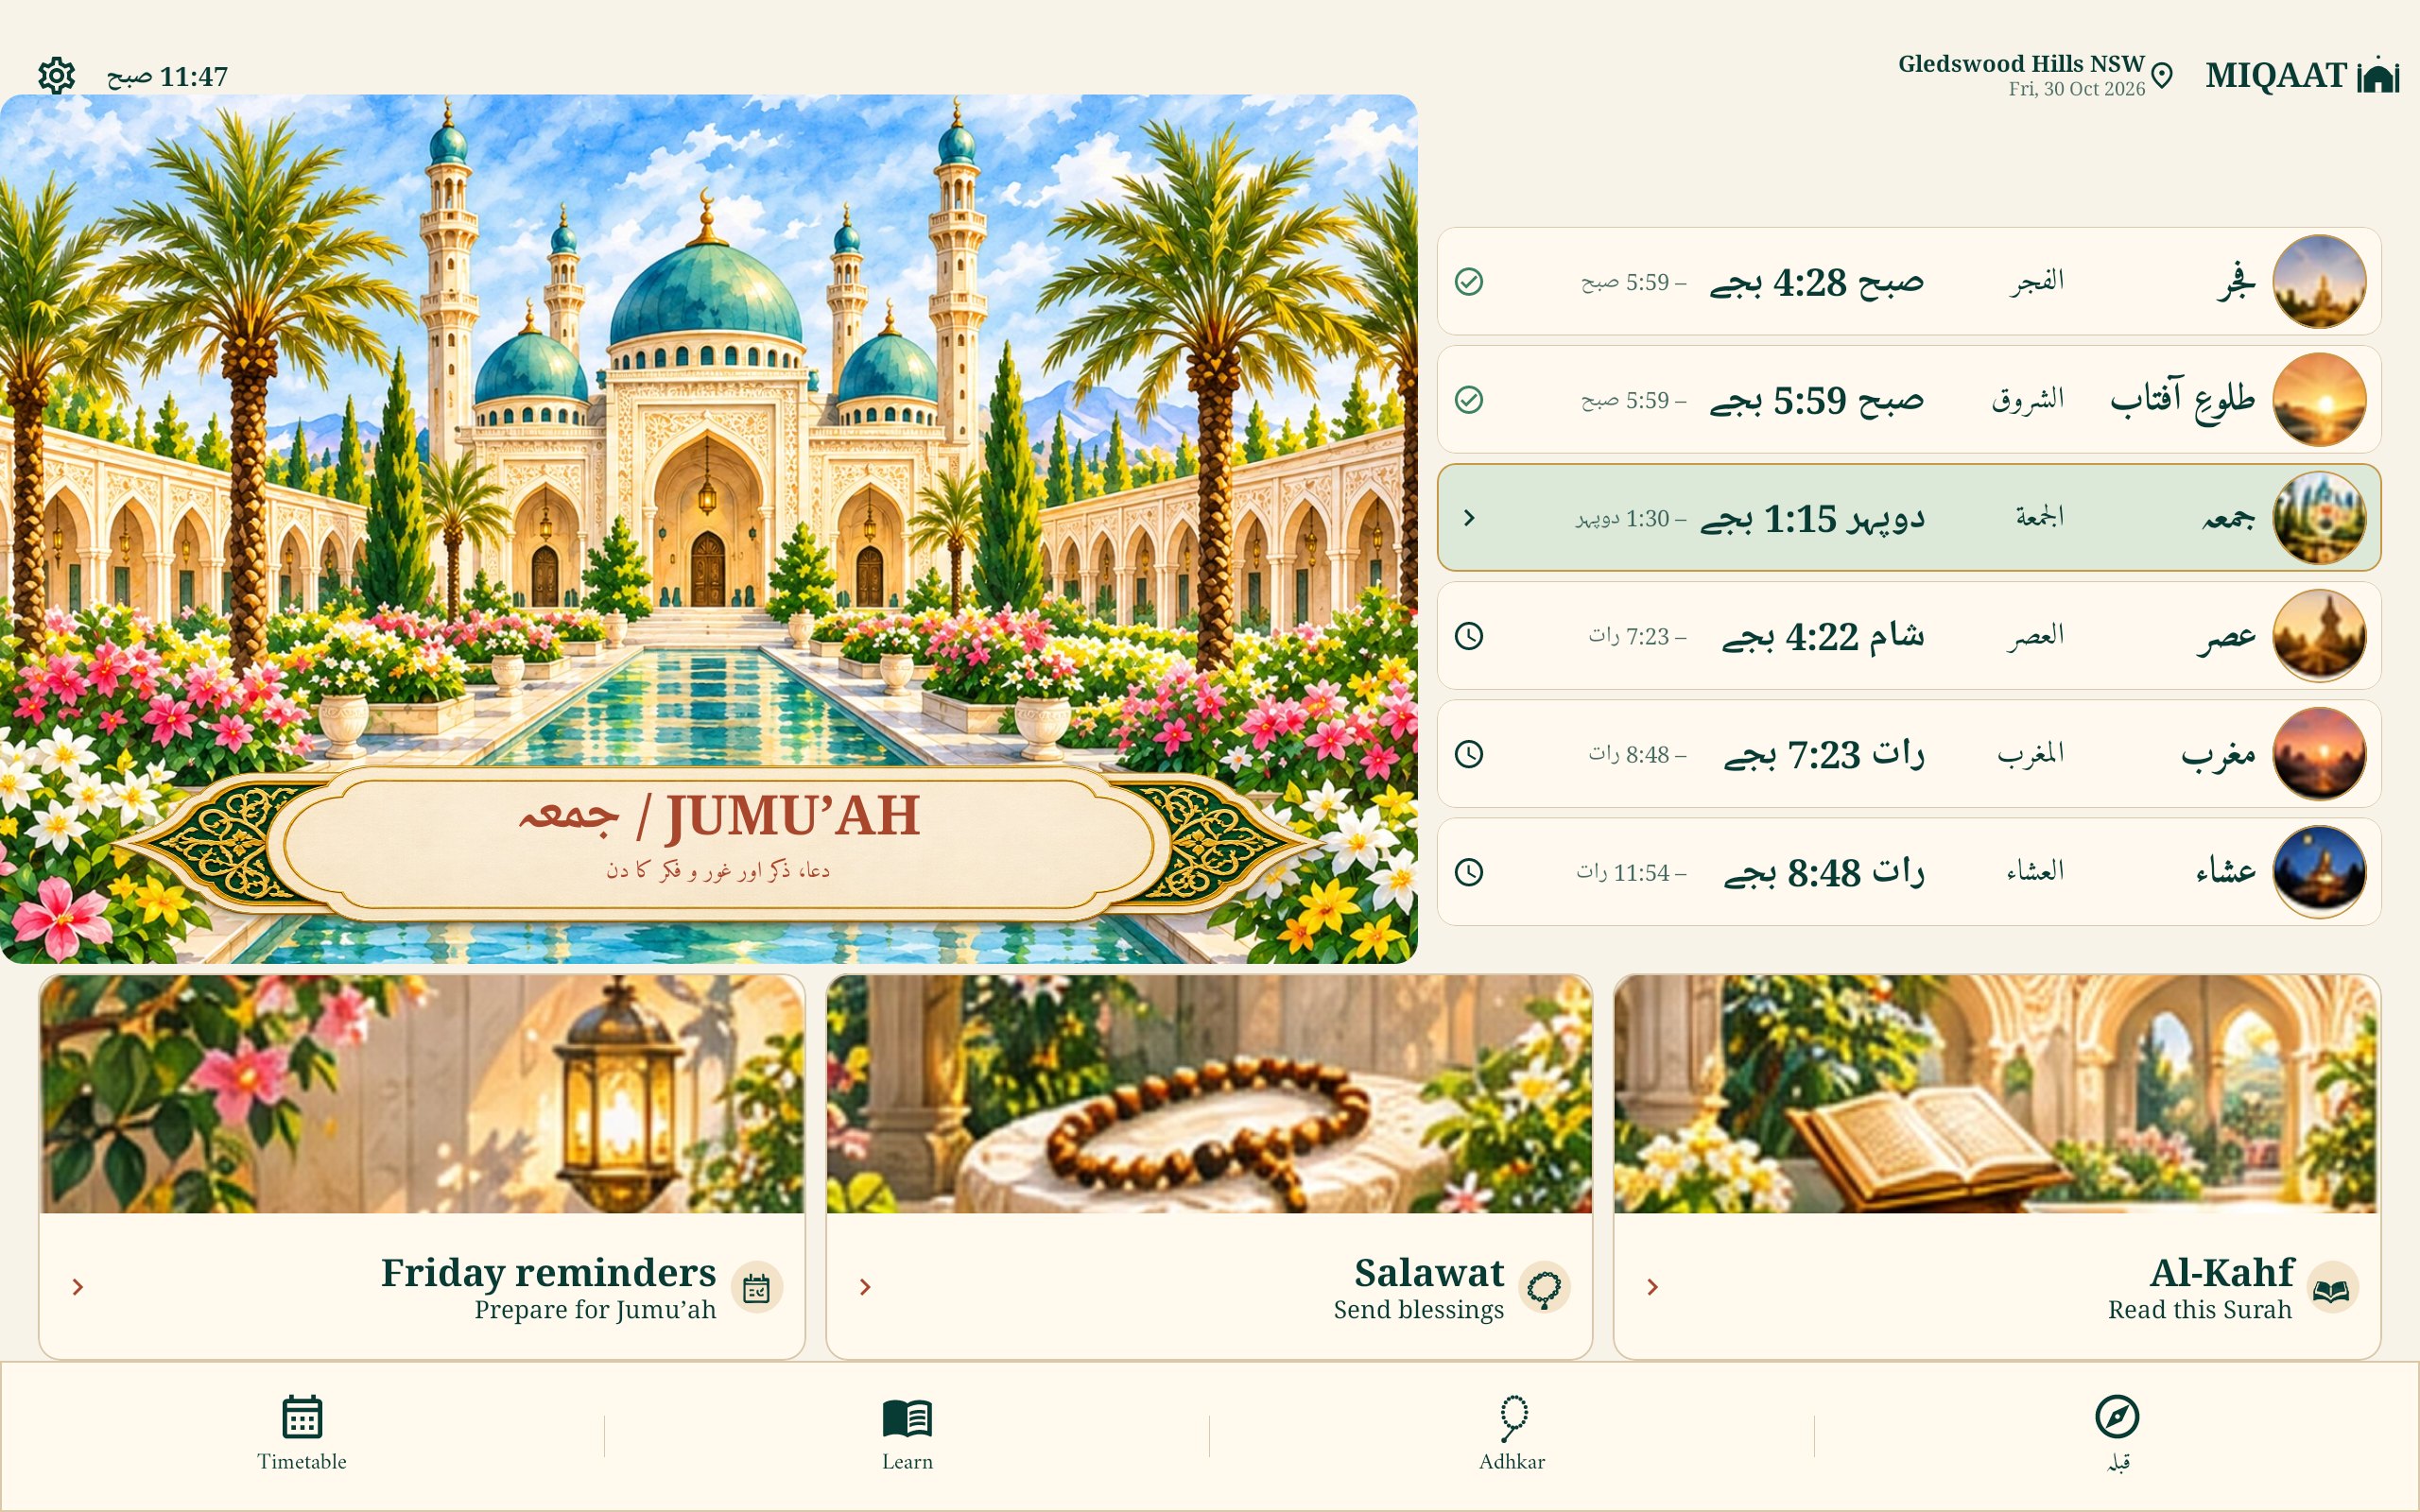 MIQAAT
Gledswood Hills NSW
Fri, 30 Oct 2026
11:47 صبح
فجر الفجر صبح 4:28 بجے – 5:59 صبح
طلوعِ آفتاب الشروق صبح 5:59 بجے – 5:59 صبح
جمعہ الجمعة دوپہر 1:15 بجے – 1:30 دوپہر
عصر العصر شام 4:22 بجے – 7:23 رات
مغرب المغرب رات 7:23 بجے – 8:48 رات
عشاء العشاء رات 8:48 بجے – 11:54 رات
JUMU’AH / جمعہ
دعا، ذکر اور غور و فکر کا دن
Al-Kahf
Read this Surah
Salawat
Send blessings
Friday reminders
Prepare for Jumu’ah
قبلہ
Adhkar
Learn
Timetable